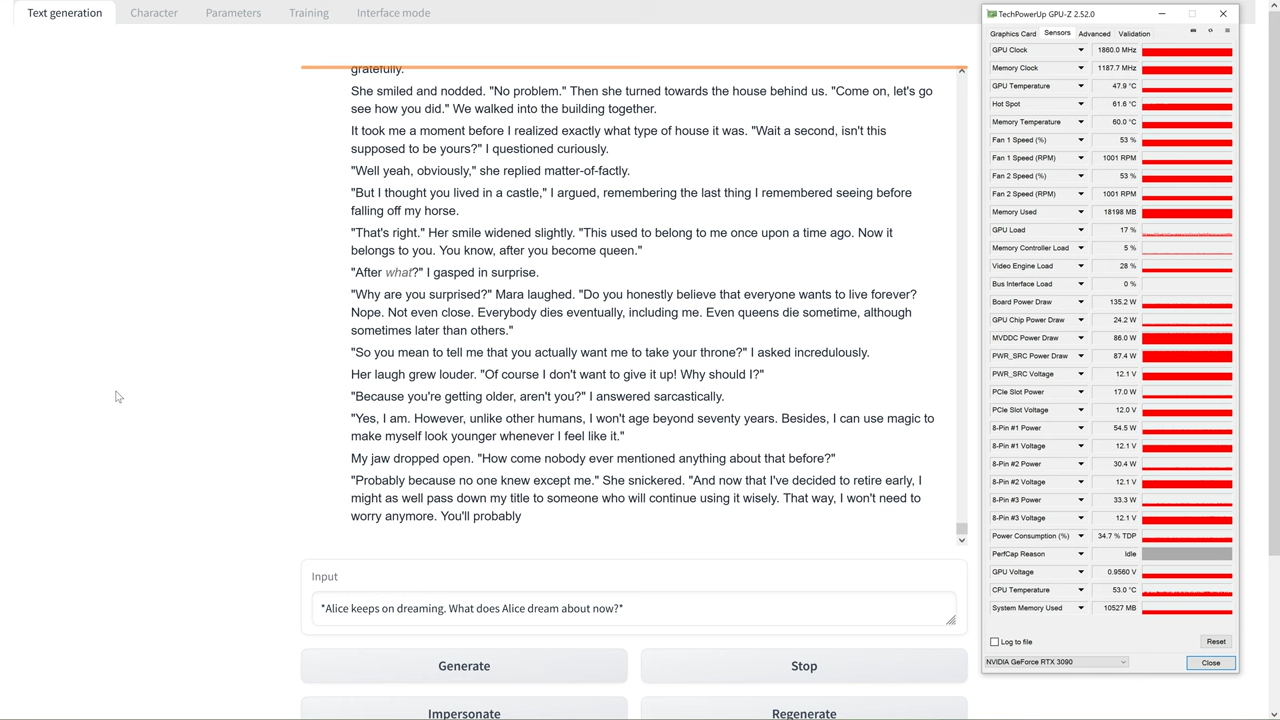 Text generation
Character
Parameters
Training
Interface mode
gratefully.
She smiled and nodded. "No problem." Then she turned towards the house behind us. "Come on, let's go
see how you did." We walked into the building together.
It took me a moment before I realized exactly what type of house it was. "Wait a second, isn't this
supposed to be yours?" I questioned curiously.
"Well yeah, obviously," she replied matter-of-factly.
"But I thought you lived in a castle," I argued, remembering the last thing I remembered seeing before
falling off my horse.
"That's right." Her smile widened slightly. "This used to belong to me once upon a time ago. Now it
belongs to you. You know, after you become queen."
"After what?" I gasped in surprise.
"Why are you surprised?" Mara laughed. "Do you honestly believe that everyone wants to live forever?
Nope. Not even close. Everybody dies eventually, including me. Even queens die sometime, although
sometimes later than others."
"So you mean to tell me that you actually want me to take your throne?" I asked incredulously.
Her laugh grew louder. "Of course I don't want to give it up! Why should I?"
"Because you're getting older, aren't you?" I answered sarcastically.
"Yes, I am. However, unlike other humans, I won't age beyond seventy years. Besides, I can use magic to
make myself look younger whenever I feel like it."
My jaw dropped open. "How come nobody ever mentioned anything about that before?"
"Probably because no one knew except me." She snickered. "And now that I've decided to retire early, I
might as well pass down my title to someone who will continue using it wisely. That way, I won't need to
worry anymore. You'll probably
Input
*Alice keeps on dreaming. What does Alice dream about now?*
Generate
Stop
Impersonate
Regenerate
TechPowerUp GPU-Z 2.52.0
Graphics Card
Sensors
Advanced
Validation
GPU Clock 1860.0 MHz
Memory Clock 1187.7 MHz
GPU Temperature 47.9 °C
Hot Spot 61.6 °C
Memory Temperature 60.0 °C
Fan 1 Speed (%) 53 %
Fan 1 Speed (RPM) 1001 RPM
Fan 2 Speed (%) 53 %
Fan 2 Speed (RPM) 1001 RPM
Memory Used 18198 MB
GPU Load 17 %
Memory Controller Load 5 %
Video Engine Load 28 %
Bus Interface Load 0 %
Board Power Draw 135.2 W
GPU Chip Power Draw 24.2 W
MVDDC Power Draw 86.0 W
PWR_SRC Power Draw 87.4 W
PWR_SRC Voltage 12.1 V
PCIe Slot Power 17.0 W
PCIe Slot Voltage 12.0 V
8-Pin #1 Power 54.5 W
8-Pin #1 Voltage 12.1 V
8-Pin #2 Power 30.4 W
8-Pin #2 Voltage 12.1 V
8-Pin #3 Power 33.3 W
8-Pin #3 Voltage 12.1 V
Power Consumption (%) 34.7 % TDP
PerfCap Reason Idle
GPU Voltage 0.9560 V
CPU Temperature 53.0 °C
System Memory Used 10527 MB
Log to file
Reset
NVIDIA GeForce RTX 3090
Close